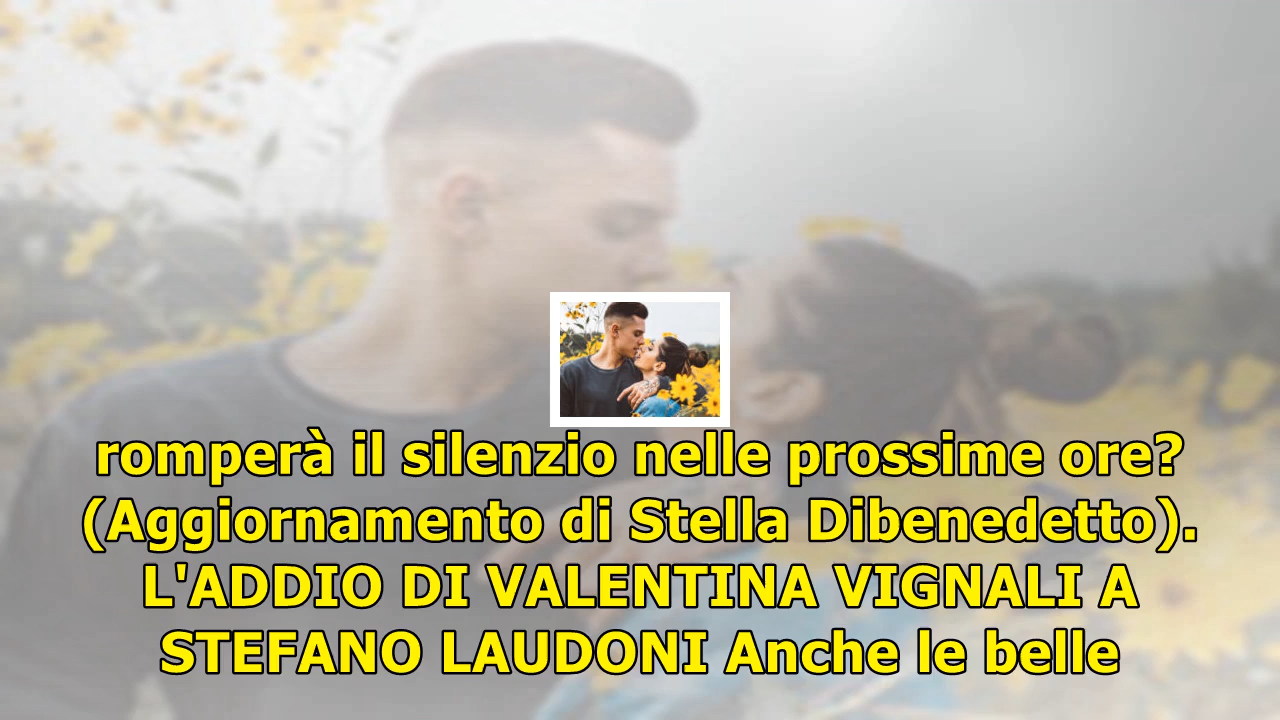 romperà il silenzio nelle prossime ore?
(Aggiornamento di Stella Dibenedetto).
L'ADDIO DI VALENTINA VIGNALI A
STEFANO LAUDONI Anche le belle